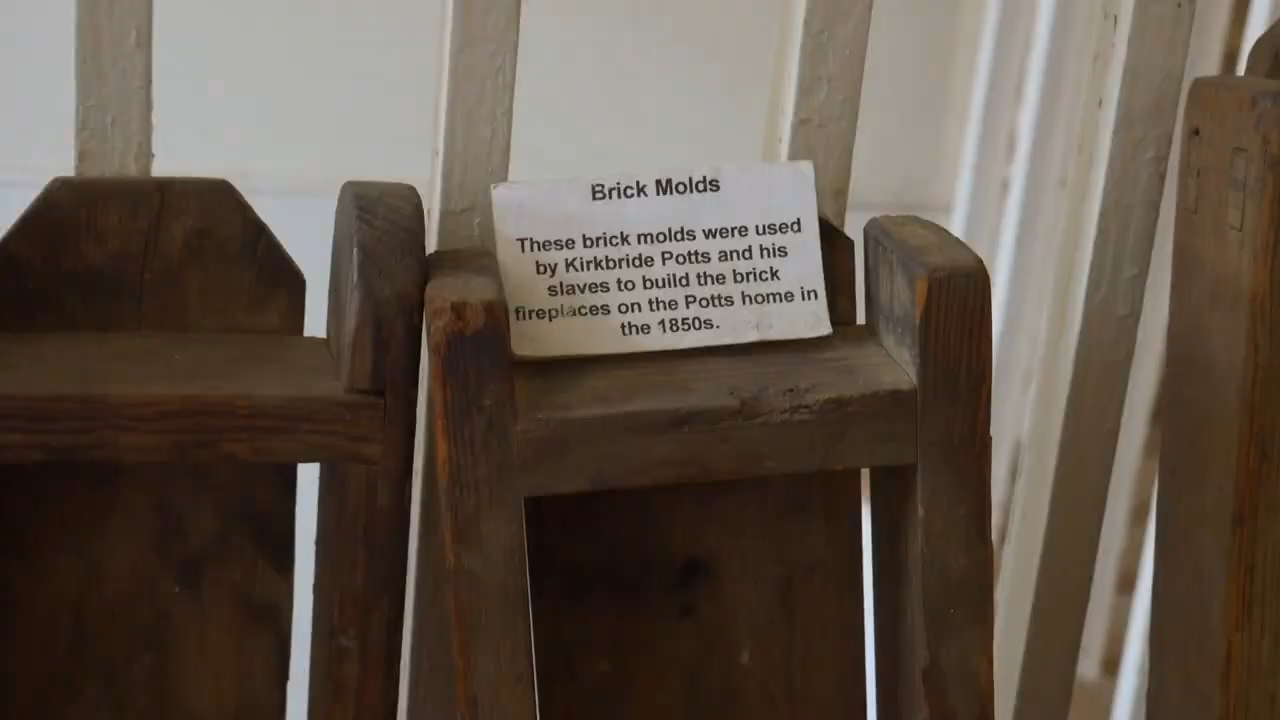 Brick Molds
These brick molds were used
by Kirkbride Potts and his
slaves to build the brick
fireplaces on the Potts home in
the 1850s.